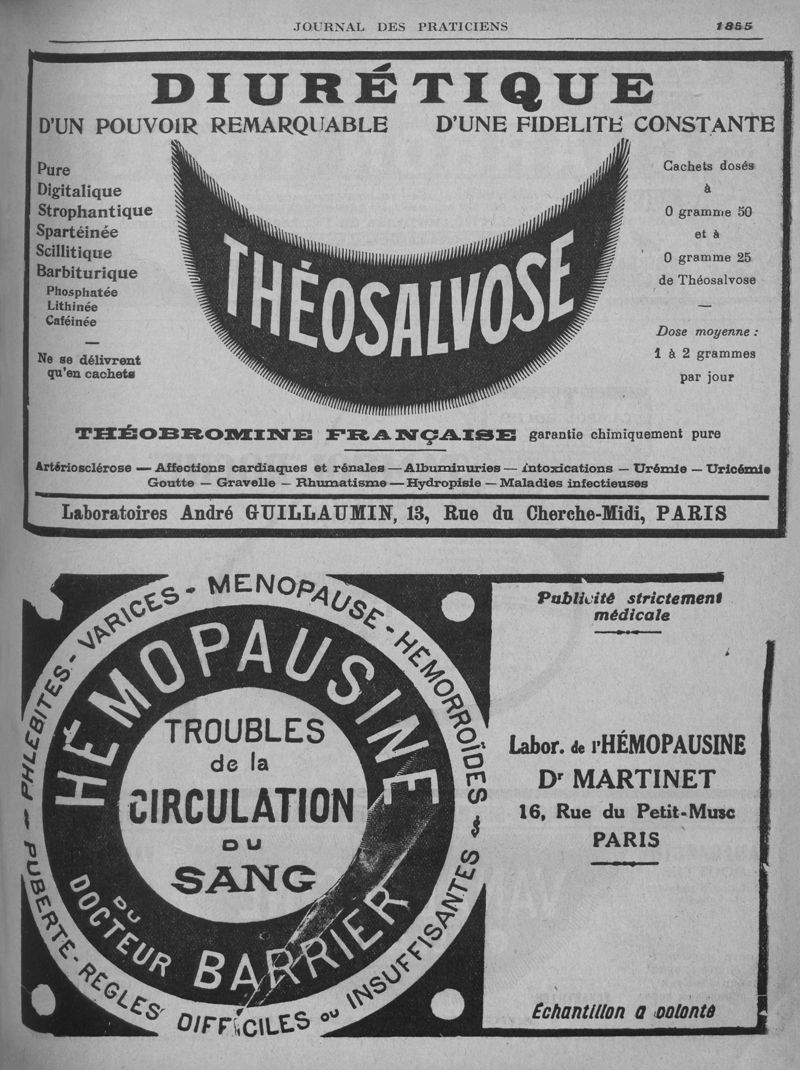 JOURNAL DES PRATICIENS 1355
DIURÉTIQUE
D'UN POUVOIR REMARQUABLE D'UNE FIDELITÉ CONSTANTE
Pure
Digitalique
Strophantique
Spartéinée
Scillitique
Barbiturique
Phosphatée
Lithinée
Caféinée
Ne se délivrent
qu'en cachets
THÉOSALVOSE
Cachets dosés
à
0 gramme 50
et à
0 gramme 25
de Théosalvose
Dose moyenne :
1 à 2 grammes
par jour
THÉOBROMINE FRANÇAISE garantie chimiquement pure
Artériosclérose — Affections cardiaques et rénales — Albuminuries — Intoxications — Urémie — Uricémie
Goutte — Gravelle — Rhumatisme — Hydropisie — Maladies infectieuses
Laboratoires André GUILLAUMIN, 13, Rue du Cherche-Midi, PARIS
PHLEBITES - VARICES - MENOPAUSE - HÉMORROÏDES
PUBERTE - REGLES DIFFICILES ou INSUFFISANTES
HÉMOPAUSINE
TROUBLES
de la
CIRCULATION
DU
SANG
DU
DOCTEUR BARRIER
Publicité strictement
médicale
Labor. de l'HÉMOPAUSINE
Dr MARTINET
16, Rue du Petit-Musc
PARIS
Échantillon a volonté